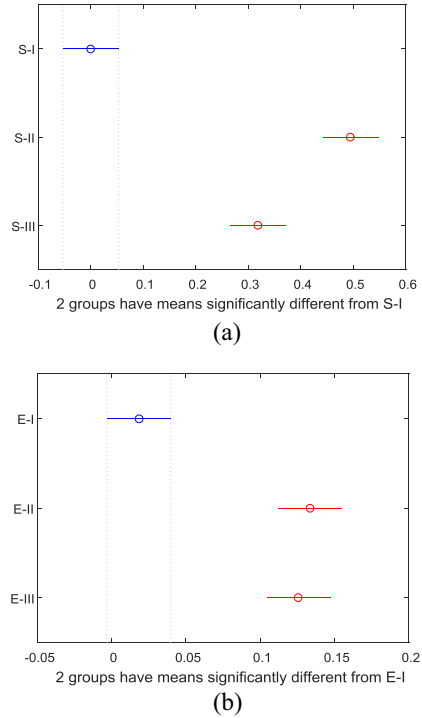 S-I
S-II
S-III
-0.1 0 0.1 0.2 0.3 0.4 0.5 0.6
2 groups have means significantly different from S-I
(a)
E-I
E-II
E-III
-0.05 0 0.05 0.1 0.15 0.2
2 groups have means significantly different from E-I
(b)